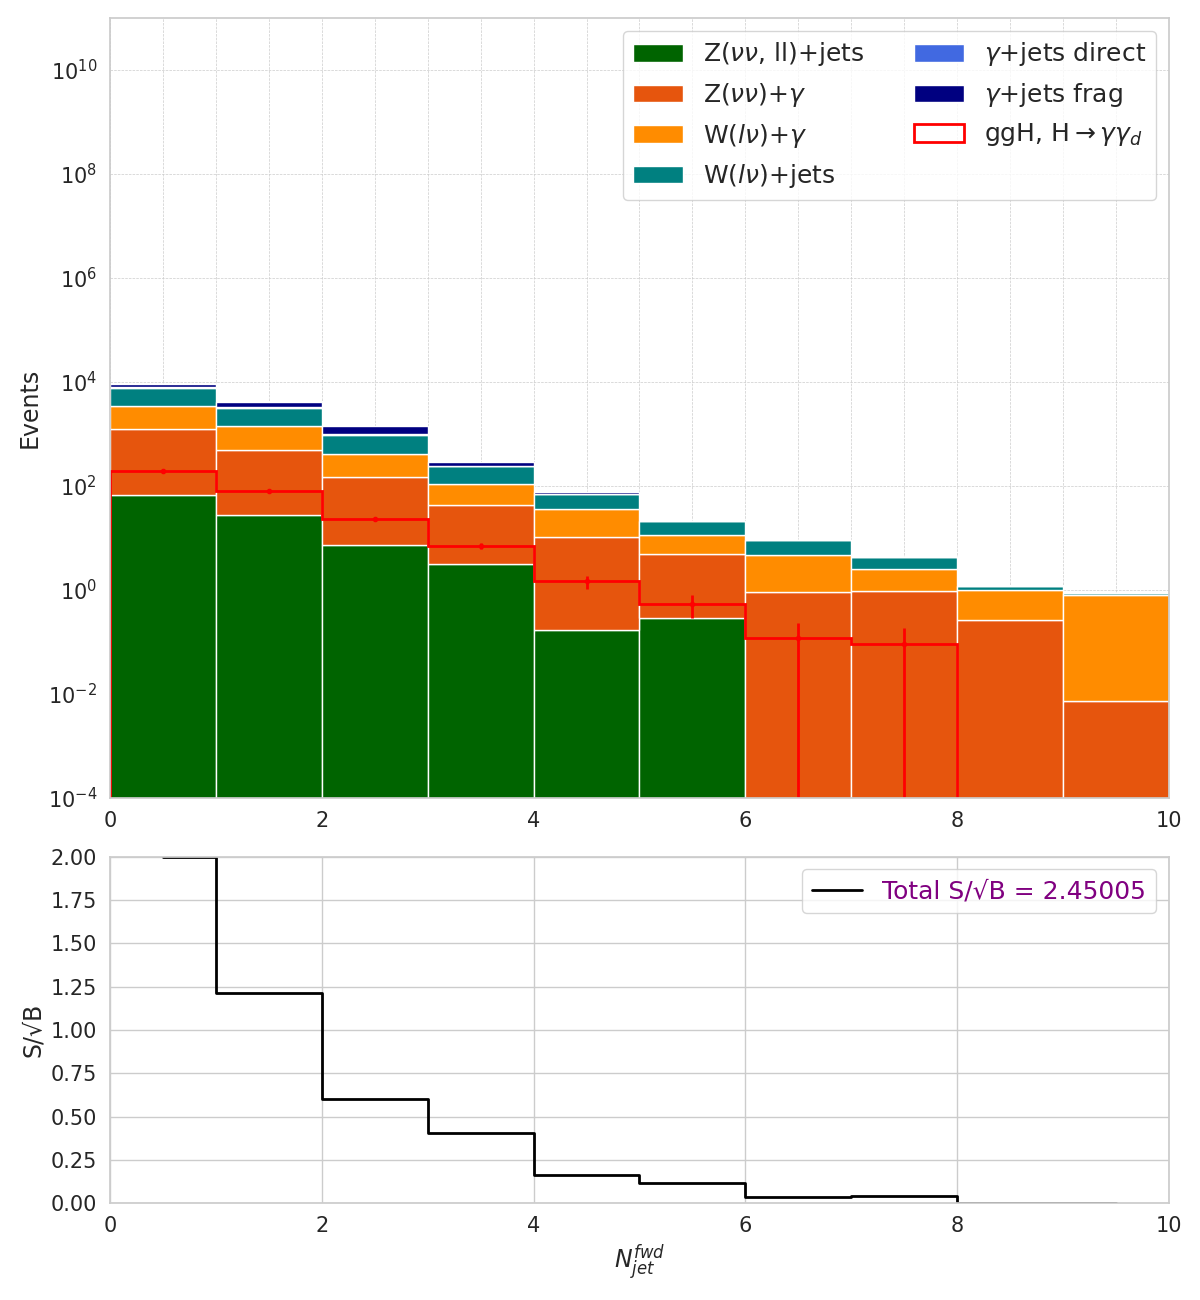 Z(νν, ll)+jets
Z(νν)+γ
W(lν)+γ
W(lν)+jets
γ+jets direct
γ+jets frag
ggH, H→γγ_d
Events
10^10
10^8
10^6
10^4
10^2
10^0
10^−2
10^−4
0 2 4 6 8 10
Total S/√B = 2.45005
S/√B
2.00
1.75
1.50
1.25
1.00
0.75
0.50
0.25
0.00
0 2 4 6 8 10
N_jet^fwd